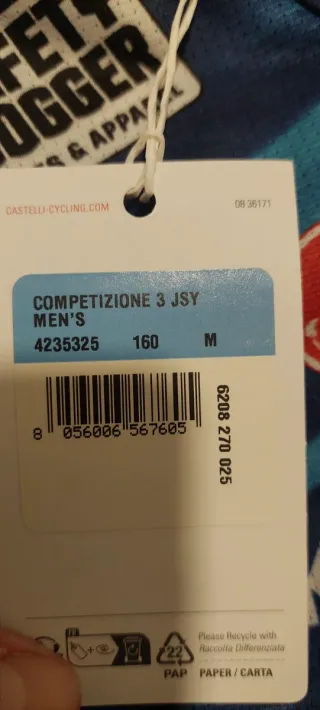 OGGER
& APPA
CASTELLI-CYCLING.COM
08 36171
COMPETIZIONE 3 JSY
MEN'S
4235325 160 M
8 056006 567605
6208 270 025
22
PAP
Please Recycle with
Raccolta Differenziata
PAPER / CARTA